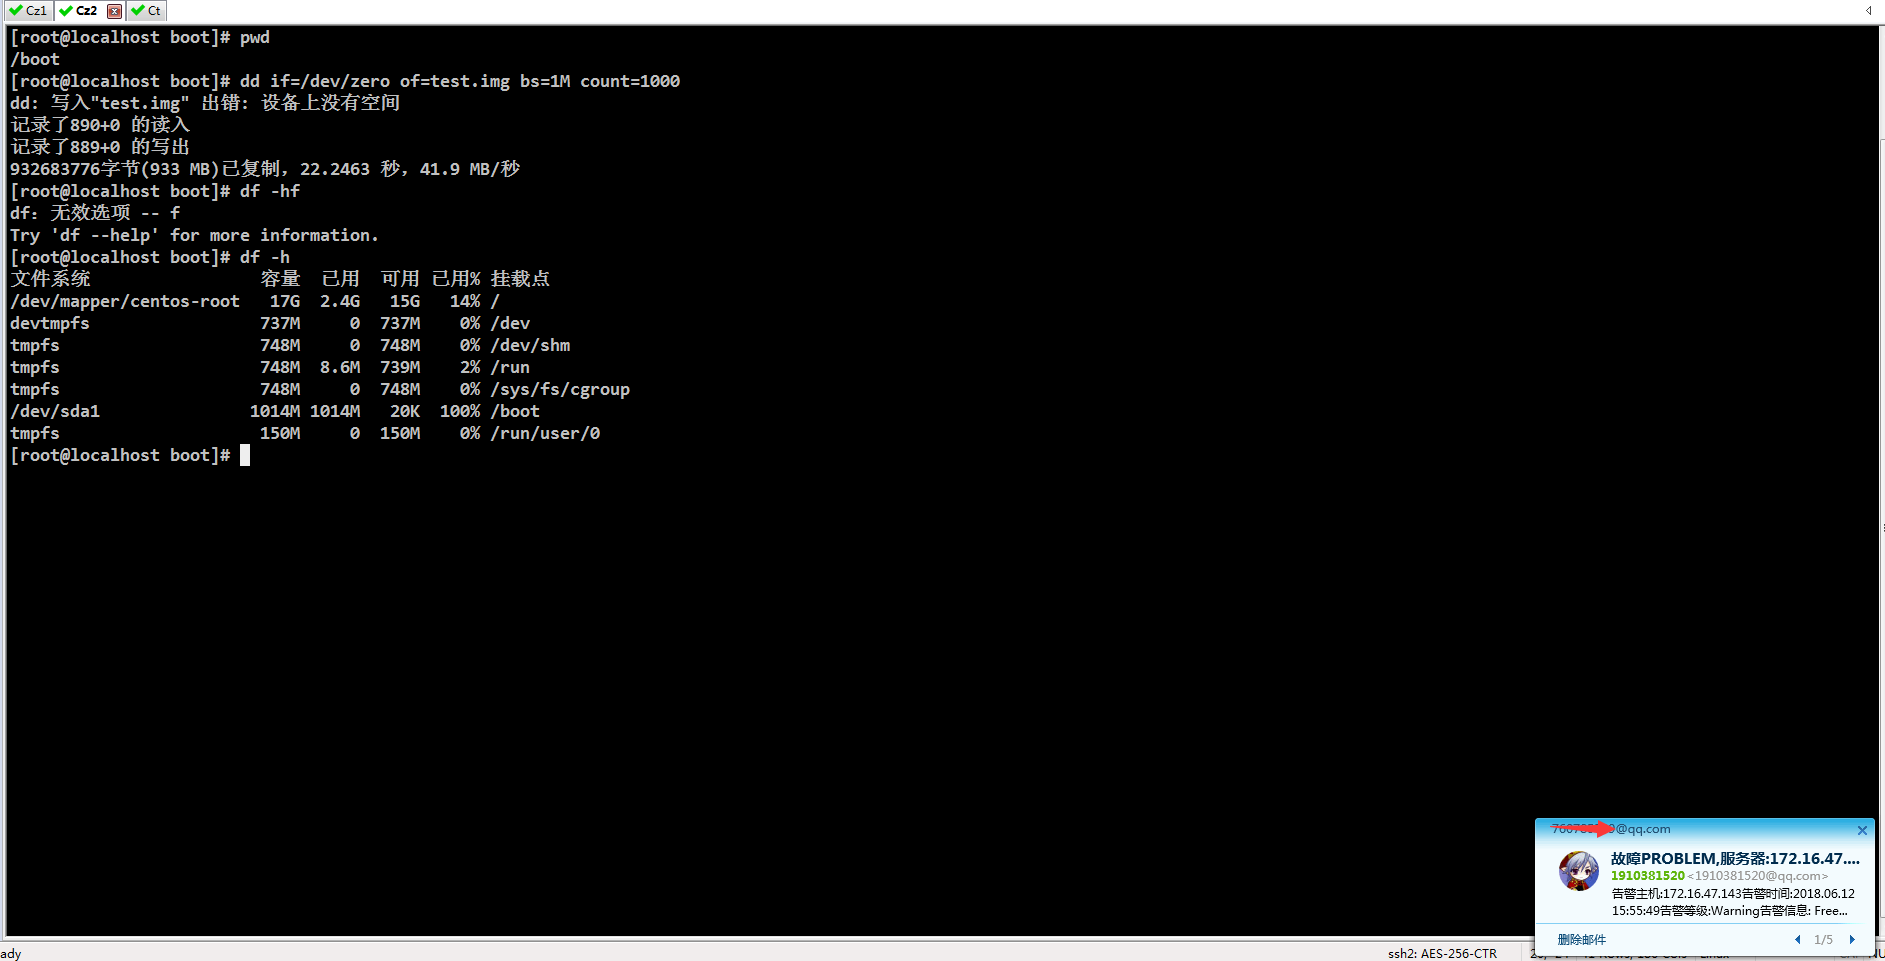 Cz1 Cz2 Ct
[root@localhost boot]# pwd
/boot
[root@localhost boot]# dd if=/dev/zero of=test.img bs=1M count=1000
dd: 写入"test.img" 出错: 设备上没有空间
记录了890+0 的读入
记录了889+0 的写出
932683776字节(933 MB)已复制，22.2463 秒，41.9 MB/秒
[root@localhost boot]# df -hf
df：无效选项 -- f
Try 'df --help' for more information.
[root@localhost boot]# df -h
文件系统 容量 已用 可用 已用% 挂载点
/dev/mapper/centos-root 17G 2.4G 15G 14% /
devtmpfs 737M 0 737M 0% /dev
tmpfs 748M 0 748M 0% /dev/shm
tmpfs 748M 8.6M 739M 2% /run
tmpfs 748M 0 748M 0% /sys/fs/cgroup
/dev/sda1 1014M 1014M 20K 100% /boot
tmpfs 150M 0 150M 0% /run/user/0
[root@localhost boot]#
@qq.com
故障PROBLEM,服务器:172.16.47....
1910381520 <1910381520@qq.com>
告警主机:172.16.47.143告警时间:2018.06.12
15:55:49告警等级:Warning告警信息: Free...
删除邮件 1/5
ady ssh2: AES-256-CTR